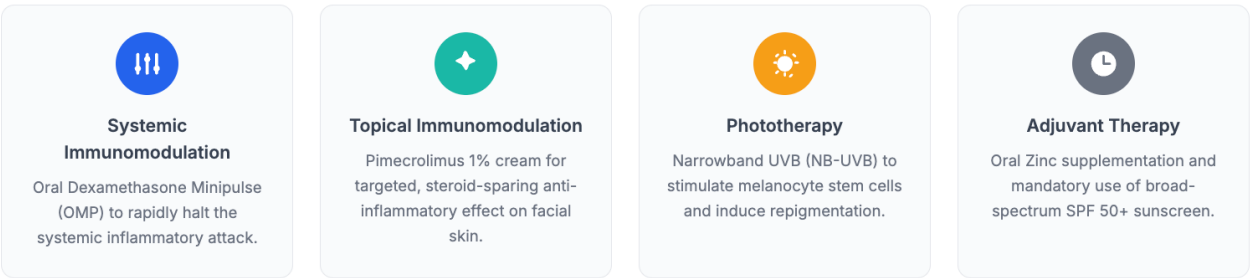 Systemic
Immunomodulation
Oral Dexamethasone Minipulse
(OMP) to rapidly halt the
systemic inflammatory attack.
Topical Immunomodulation
Pimecrolimus 1% cream for
targeted, steroid-sparing anti-
inflammatory effect on facial
skin.
Phototherapy
Narrowband UVB (NB-UVB) to
stimulate melanocyte stem cells
and induce repigmentation.
Adjuvant Therapy
Oral Zinc supplementation and
mandatory use of broad-
spectrum SPF 50+ sunscreen.